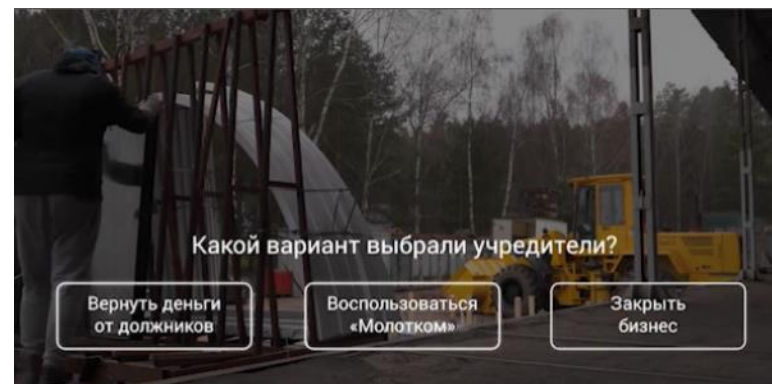 Какой вариант выбрали учредители?
Вернуть деньги
от должников
Воспользоваться
«Молотком»
Закрыть
бизнес